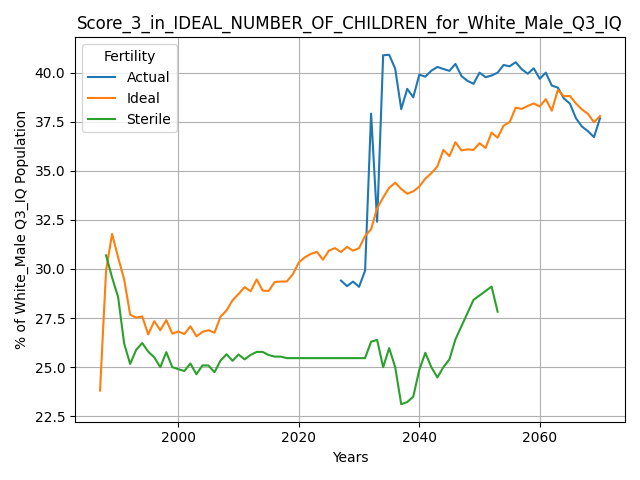 Score_3_in_IDEAL_NUMBER_OF_CHILDREN_for_White_Male_Q3_IQ
Fertility
Actual
Ideal
Sterile
% of White_Male Q3_IQ Population
40.0
37.5
35.0
32.5
30.0
27.5
25.0
22.5
2000
2020
2040
2060
Years